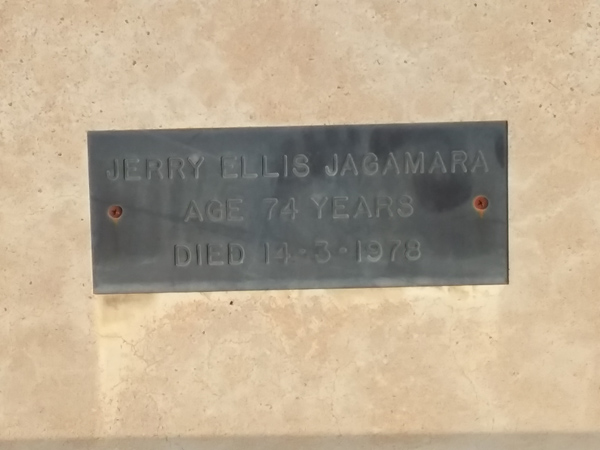 JERRY ELLIS JAGAMARA
AGE 74 YEARS
DIED 14-3-1978